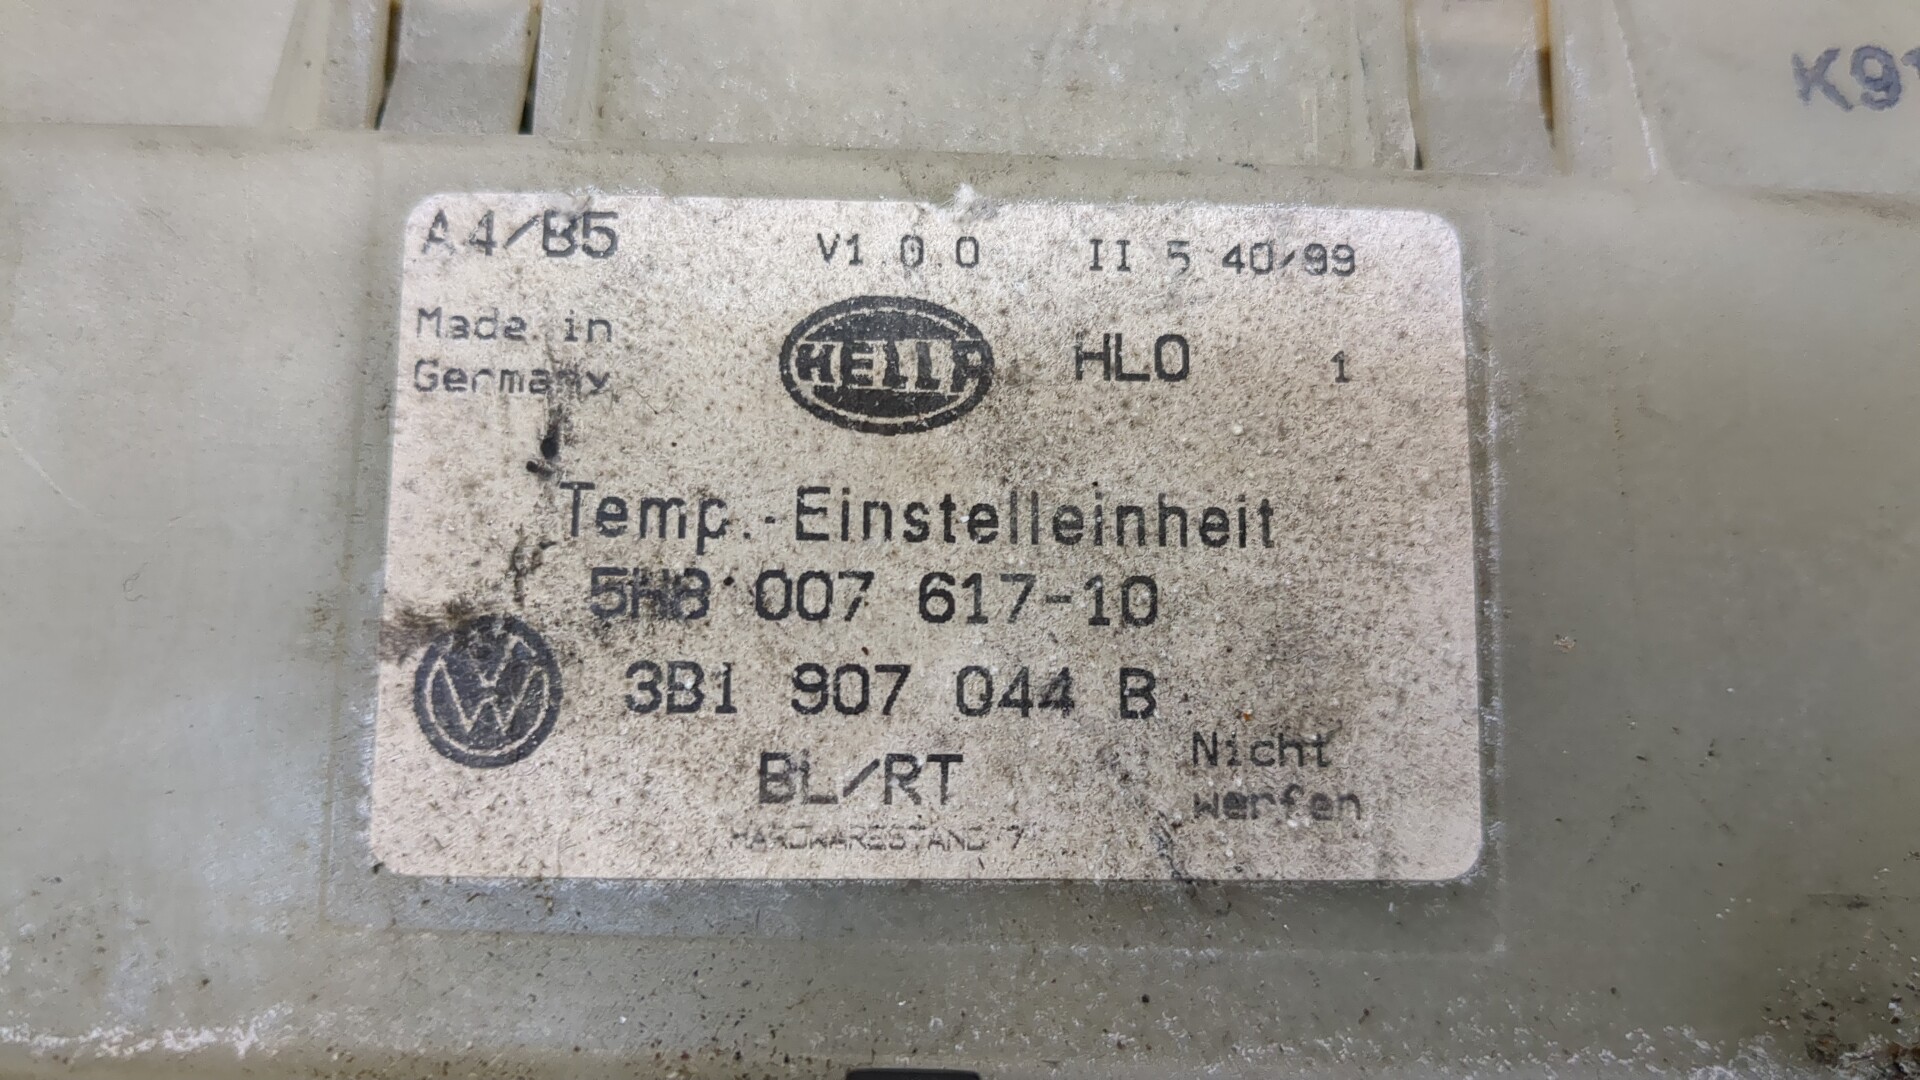 K9
A4/B5 V1.0.0 II 5 40/99
Made in
Germany
HELLA HLO 1
Temp.-Einstelleinheit
5HB 007 617-10
3B1 907 044 B
BL/RT
Nicht
werfen
HARDWARESTAND 7